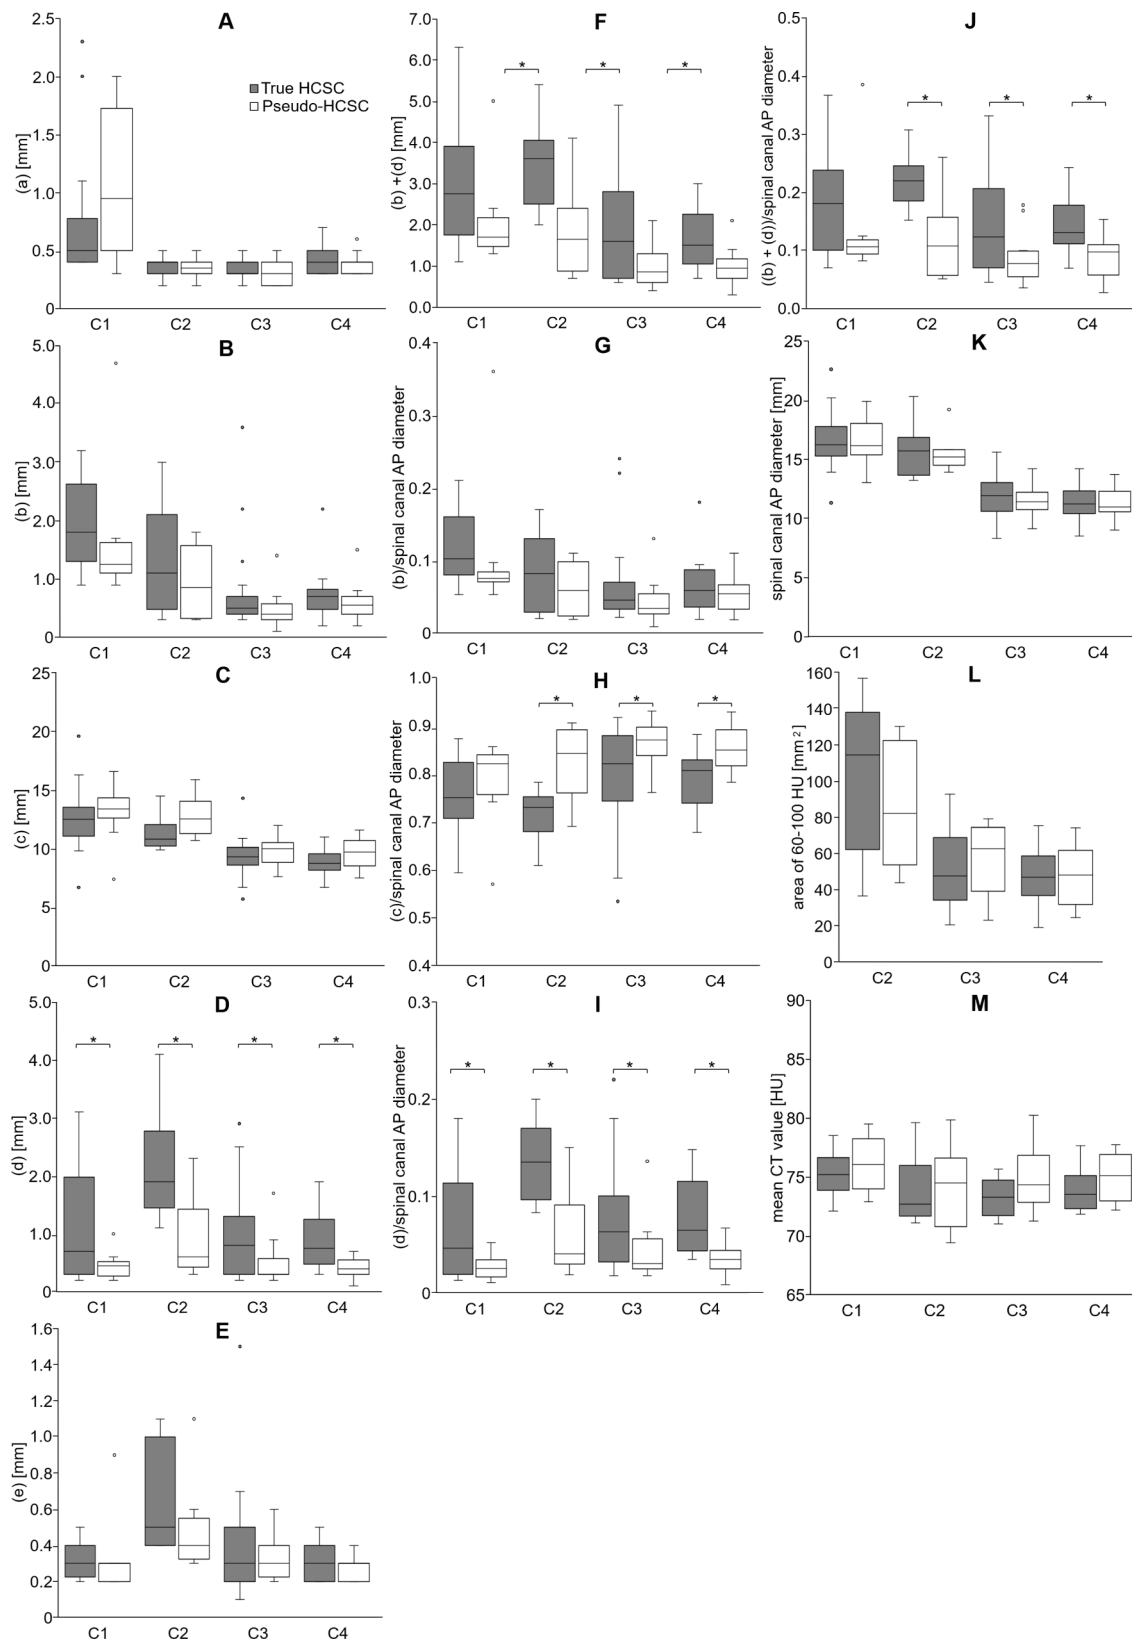 A
2.5
2.0
1.5
1.0
0.5
0
(a) [mm]
True HCSC
Pseudo-HCSC
C1 C2 C3 C4
B
5.0
4.0
3.0
2.0
1.0
0
(b) [mm]
C1 C2 C3 C4
C
25
20
15
10
5
0
(c) [mm]
C1 C2 C3 C4
D
5.0
4.0
3.0
2.0
1.0
0
(d) [mm]
* * * *
C1 C2 C3 C4
E
1.6
1.4
1.2
1.0
0.8
0.6
0.4
0.2
0
(e) [mm]
C1 C2 C3 C4
F
7.0
6.0
5.0
4.0
3.0
2.0
1.0
0.0
(b) +(d) [mm]
* * *
C1 C2 C3 C4
G
0.4
0.3
0.2
0.1
0
(b)/spinal canal AP diameter
C1 C2 C3 C4
H
1.0
0.9
0.8
0.7
0.6
0.5
0.4
(c)/spinal canal AP diameter
* * *
C1 C2 C3 C4
I
0.3
0.2
0.1
0
(d)/spinal canal AP diameter
* * * *
C1 C2 C3 C4
J
0.5
0.4
0.3
0.2
0.1
0.0
((b) + (d))/spinal canal AP diameter
* * *
C1 C2 C3 C4
K
25
20
15
10
5
0
spinal canal AP diameter [mm]
C1 C2 C3 C4
L
160
140
120
100
80
60
40
20
0
area of 60-100 HU [mm²]
C2 C3 C4
M
90
85
80
75
70
65
mean CT value [HU]
C1 C2 C3 C4